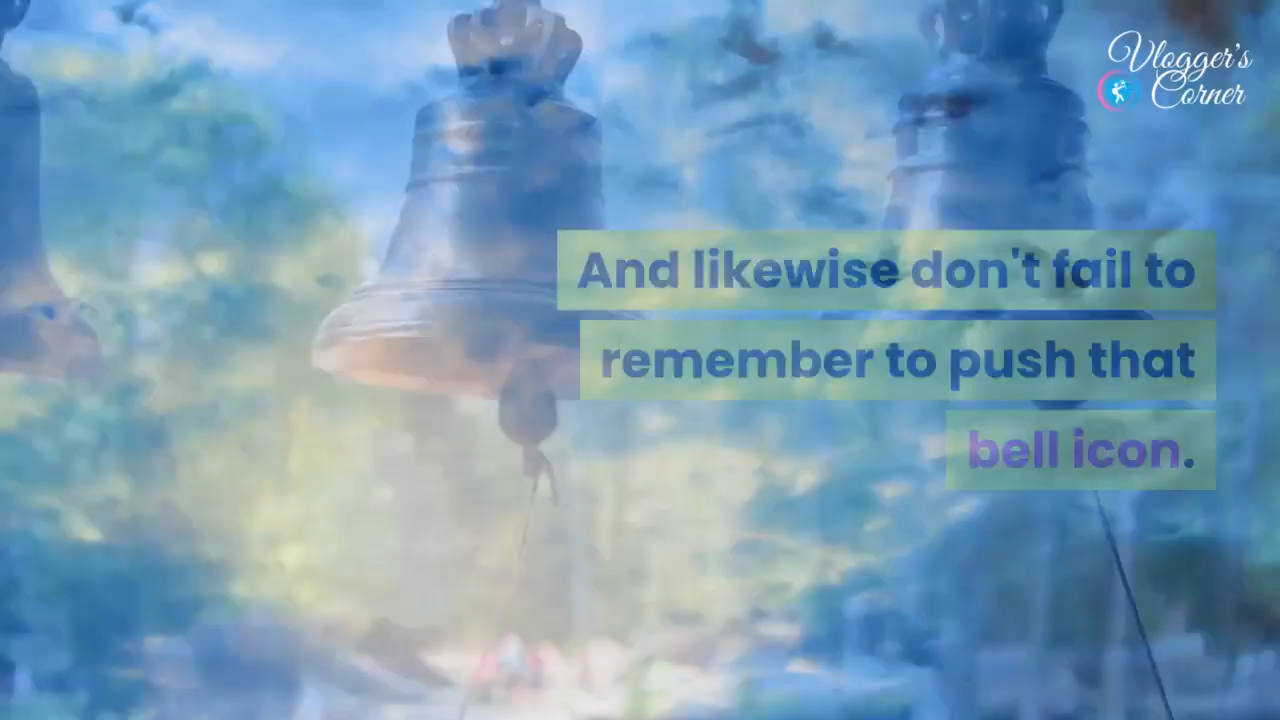 Vlogger's
Corner
And likewise don't fail to
remember to push that
bell icon.